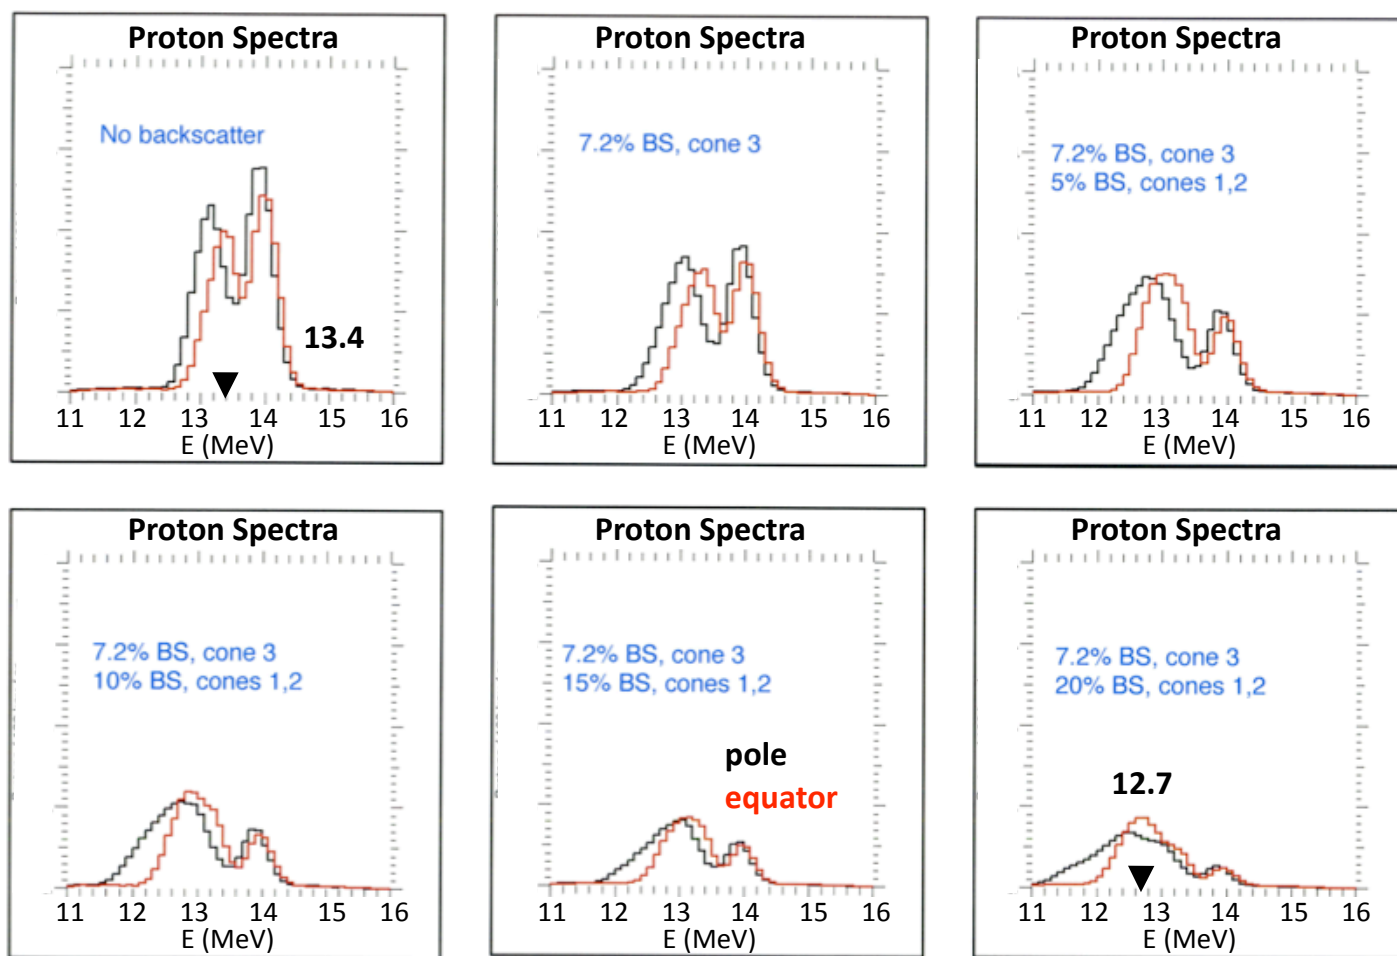 Proton Spectra
No backscatter
13.4
11 12 13 14 15 16
E (MeV)
Proton Spectra
7.2% BS, cone 3
11 12 13 14 15 16
E (MeV)
Proton Spectra
7.2% BS, cone 3
5% BS, cones 1,2
11 12 13 14 15 16
E (MeV)
Proton Spectra
7.2% BS, cone 3
10% BS, cones 1,2
11 12 13 14 15 16
E (MeV)
Proton Spectra
7.2% BS, cone 3
15% BS, cones 1,2
pole
equator
11 12 13 14 15 16
E (MeV)
Proton Spectra
7.2% BS, cone 3
20% BS, cones 1,2
12.7
11 12 13 14 15 16
E (MeV)